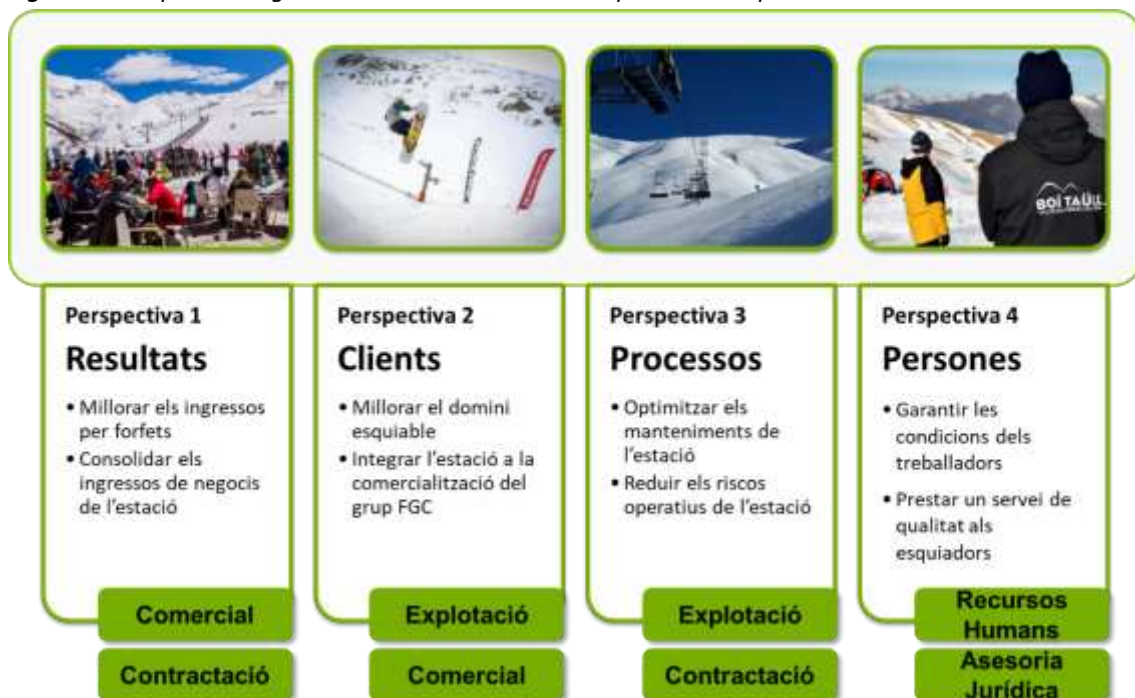 BOÍ TAÜLL
Perspectiva 1
Resultats
• Millorar els ingressos
per forfets
• Consolidar els
ingressos de negocis
de l'estació
Comercial
Contractació
Perspectiva 2
Clients
• Millorar el domini
esquiable
• Integrar l'estació a la
comercialització del
grup FGC
Explotació
Comercial
Perspectiva 3
Processos
• Optimitzar els
manteniments de
l'estació
• Reduir els riscos
operatius de l'estació
Explotació
Contractació
Perspectiva 4
Persones
• Garantir les
condicions dels
treballadors
• Prestar un servei de
qualitat als
esquiadors
Recursos
Humans
Asesoria
Jurídica